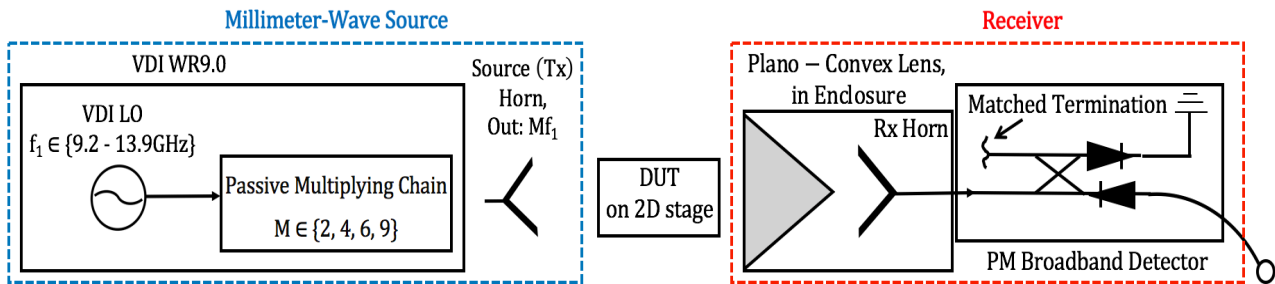 Millimeter-Wave Source
Receiver
VDI WR9.0
VDI LO
f₁ ∈ {9.2 - 13.9GHz}
Passive Multiplying Chain
M ∈ {2, 4, 6, 9}
Source (Tx)
Horn,
Out: Mf₁
DUT
on 2D stage
Plano − Convex Lens,
in Enclosure
Rx Horn
Matched Termination
PM Broadband Detector